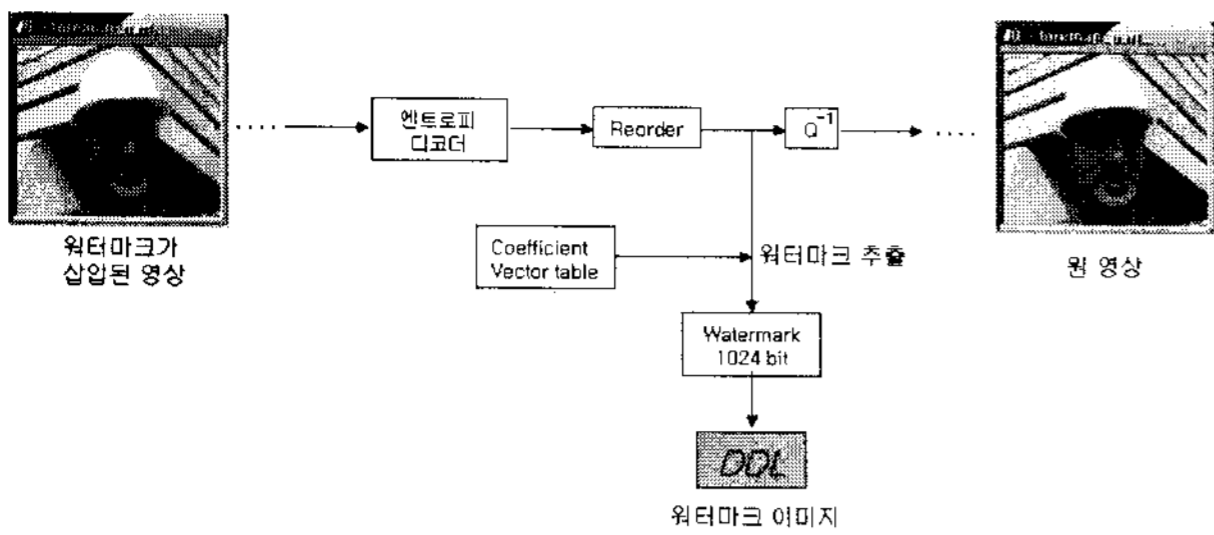 엔트로피
디코더
Reorder
Q⁻¹
워터마크가
삽입된 영상
Coefficient
Vector table
워터마크 추출
원 영상
Watermark
1024 bit
DDL
워터마크 이미지